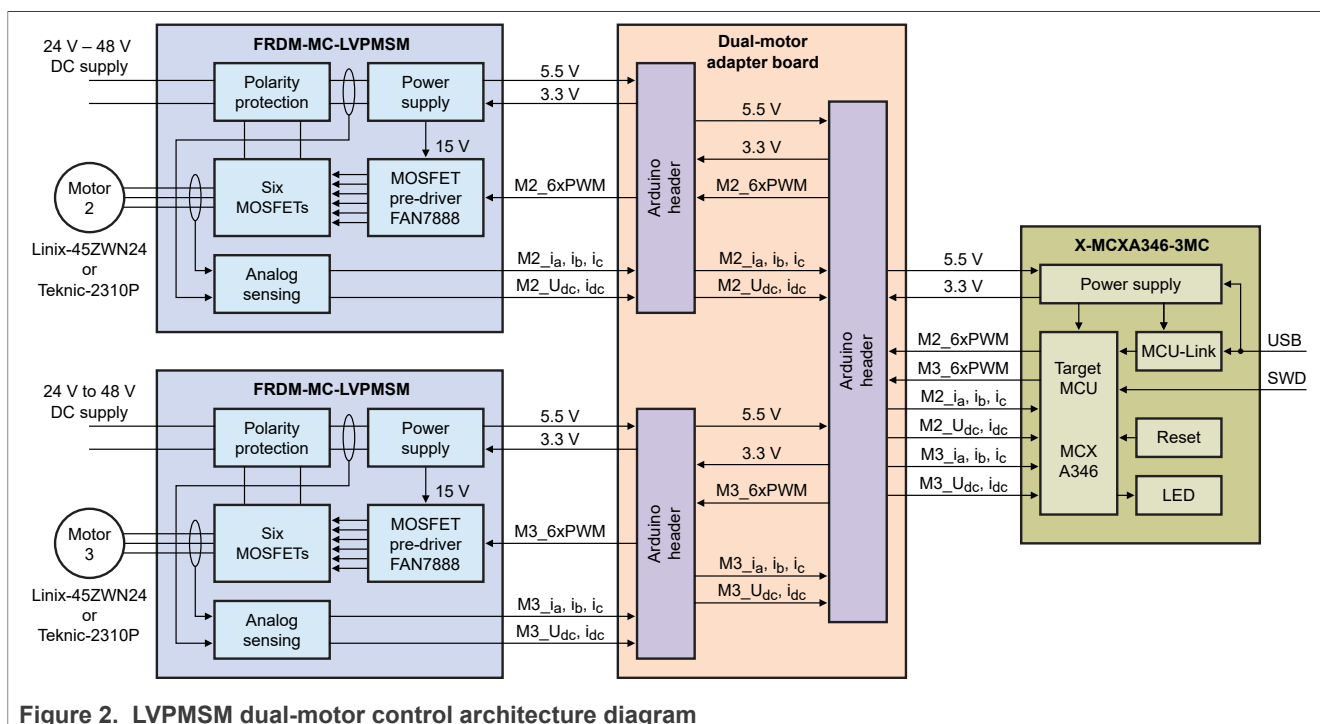 24 V – 48 V
DC supply
FRDM-MC-LVPMSM
Polarity
protection
Power
supply
15 V
Motor
2
Six
MOSFETs
MOSFET
pre-driver
FAN7888
Linix-45ZWN24
or
Teknic-2310P
Analog
sensing
5.5 V
3.3 V
M2_6xPWM
M2_ia, ib, ic
M2_Udc, idc
Dual-motor
adapter board
Arduino
header
5.5 V
3.3 V
M2_6xPWM
M2_ia, ib, ic
M2_Udc, idc
24 V to 48 V
DC supply
FRDM-MC-LVPMSM
Polarity
protection
Power
supply
15 V
Motor
3
Six
MOSFETs
MOSFET
pre-driver
FAN7888
Linix-45ZWN24
or
Teknic-2310P
Analog
sensing
5.5 V
3.3 V
M3_6xPWM
M3_ia, ib, ic
M3_Udc, idc
Arduino
header
5.5 V
3.3 V
M3_6xPWM
M3_ia, ib, ic
M3_Udc, idc
Arduino
header
5.5 V
3.3 V
M2_6xPWM
M3_6xPWM
M2_ia, ib, ic
M2_Udc, idc
M3_ia, ib, ic
M3_Udc, idc
X-MCXA346-3MC
Power supply
Target
MCU
MCX
A346
MCU-Link
Reset
LED
USB
SWD
Figure 2. LVPMSM dual-motor control architecture diagram